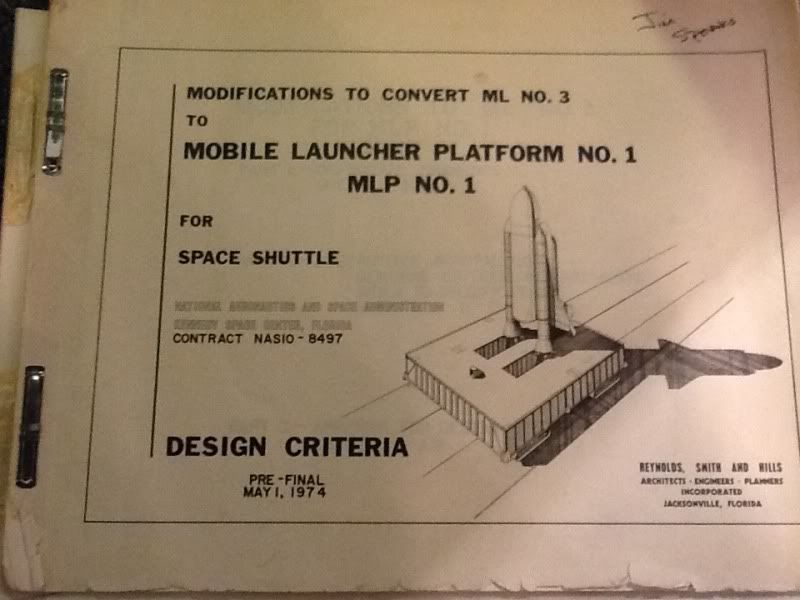 Jim
MODIFICATIONS TO CONVERT ML NO. 3
TO
MOBILE LAUNCHER PLATFORM NO. 1
MLP NO. 1
FOR
SPACE SHUTTLE
NATIONAL AERONAUTICS AND SPACE ADMINISTRATION
KENNEDY SPACE CENTER, FLORIDA
CONTRACT NAS10-8497
DESIGN CRITERIA
PRE-FINAL
MAY 1, 1974
REYNOLDS, SMITH AND HILLS
ARCHITECTS · ENGINEERS · PLANNERS
INCORPORATED
JACKSONVILLE, FLORIDA